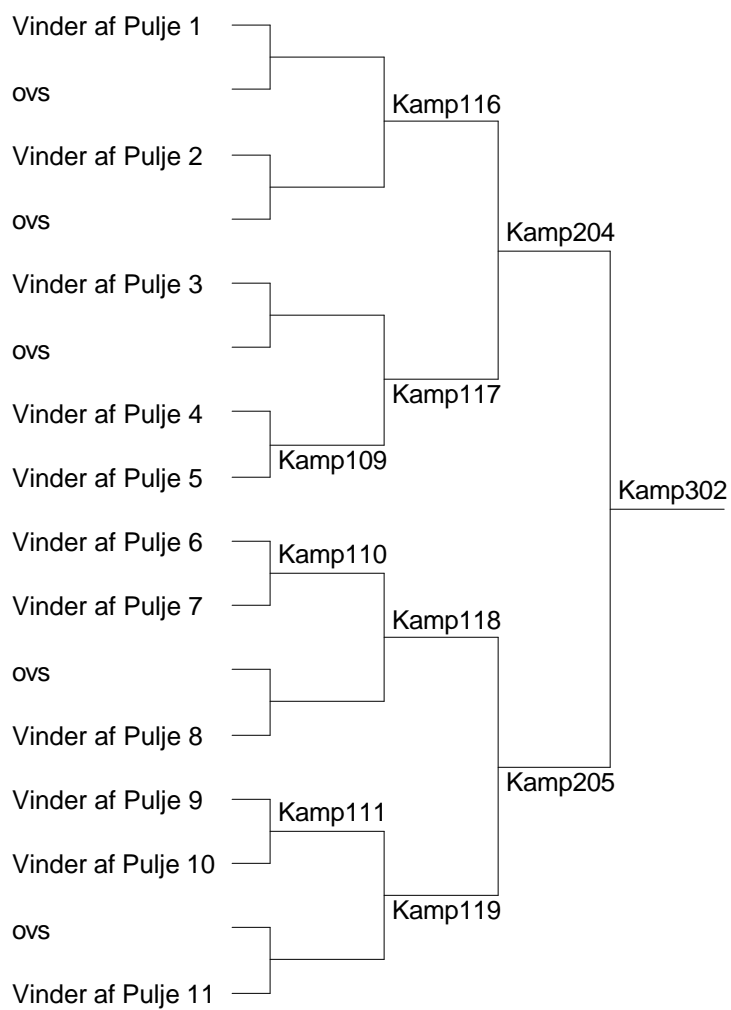 Vinder af Pulje 1
ovs
Kamp116
Vinder af Pulje 2
ovs
Kamp204
Vinder af Pulje 3
ovs
Kamp117
Vinder af Pulje 4
Kamp109
Vinder af Pulje 5
Kamp302
Vinder af Pulje 6
Kamp110
Vinder af Pulje 7
Kamp118
ovs
Vinder af Pulje 8
Kamp205
Vinder af Pulje 9
Kamp111
Vinder af Pulje 10
Kamp119
ovs
Vinder af Pulje 11